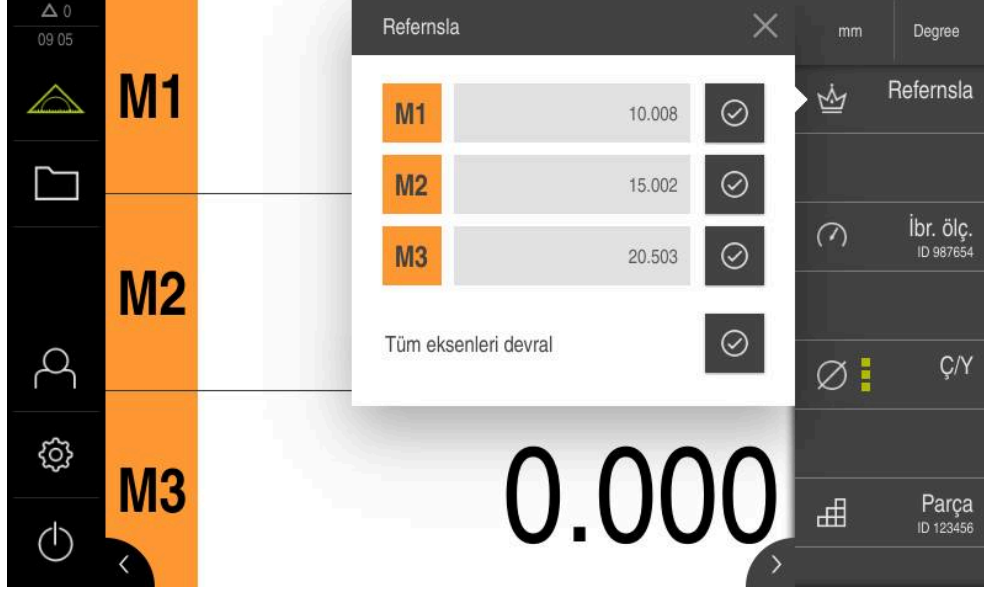 0
09 05
M1
M2
M3
0.000
Refernsla
M1
10.008
M2
15.002
M3
20.503
Tüm eksenleri devral
mm
Degree
Refernsla
İbr. ölç.
ID 987654
Ç/Y
Parça
ID 123456